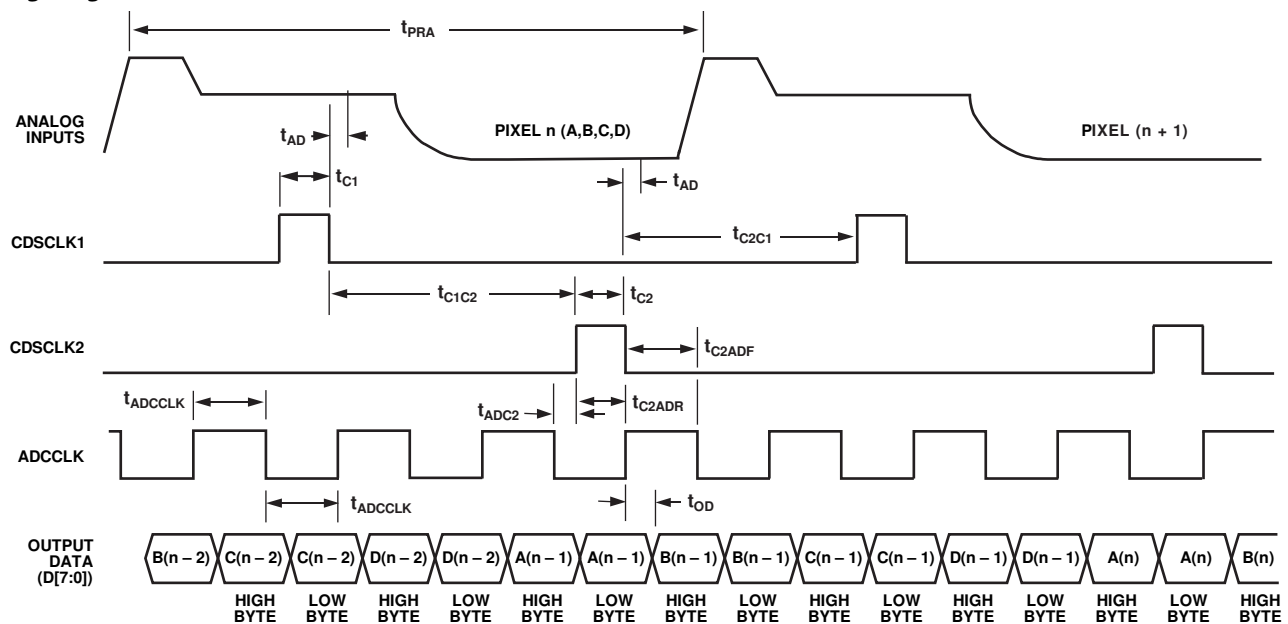 tPRA
ANALOG
INPUTS
tAD
PIXEL n (A,B,C,D)
PIXEL (n + 1)
tAD
tC1
CDSCLK1
tC2C1
tC1C2
tC2
CDSCLK2
tC2ADF
tADCCLK
tADC2
tC2ADR
ADCCLK
tADCCLK
tOD
OUTPUT
DATA
(D[7:0])
B(n – 2) C(n – 2) C(n – 2) D(n – 2) D(n – 2) A(n – 1) A(n – 1) B(n – 1) B(n – 1) C(n – 1) C(n – 1) D(n – 1) D(n – 1) A(n) A(n) B(n)
HIGH LOW HIGH LOW HIGH LOW HIGH LOW HIGH LOW HIGH LOW HIGH LOW HIGH
BYTE BYTE BYTE BYTE BYTE BYTE BYTE BYTE BYTE BYTE BYTE BYTE BYTE BYTE BYTE